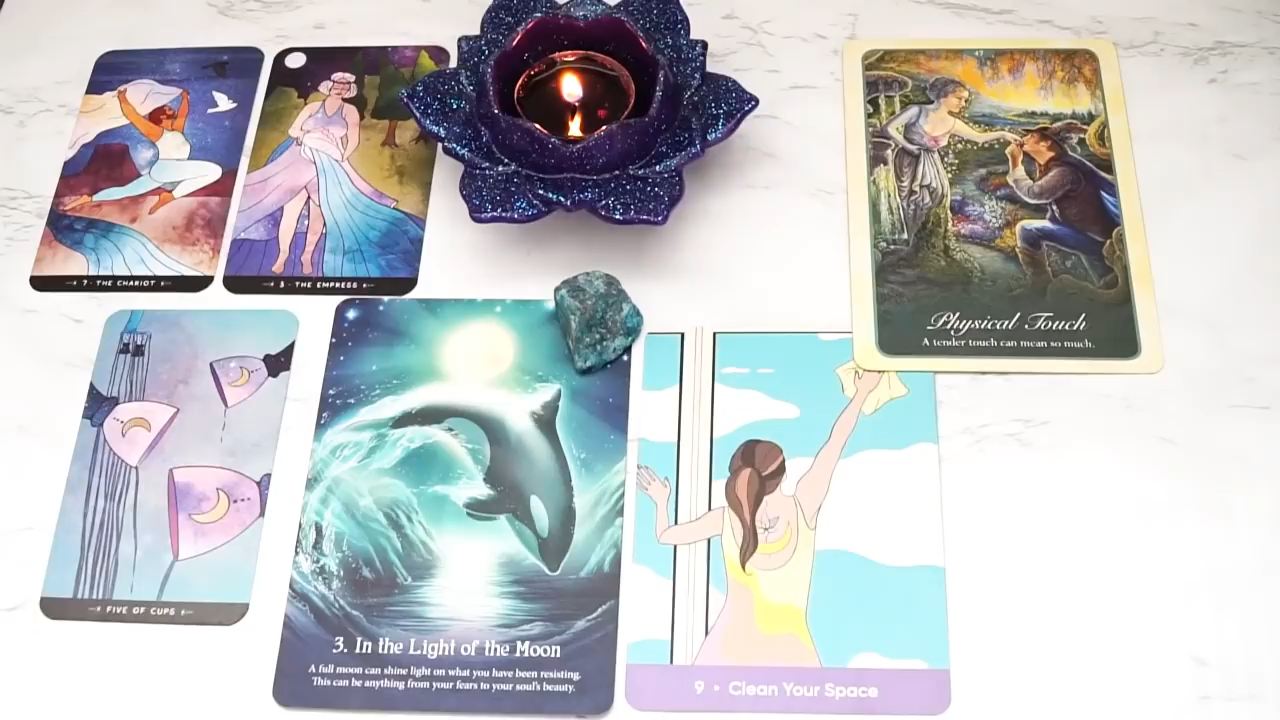 7 · THE CHARIOT
3 · THE EMPRESS
47
Physical Touch
A tender touch can mean so much.
FIVE OF CUPS
3. In the Light of the Moon
A full moon can shine light on what you have been resisting.
This can be anything from your fears to your soul's beauty.
9 • Clean Your Space